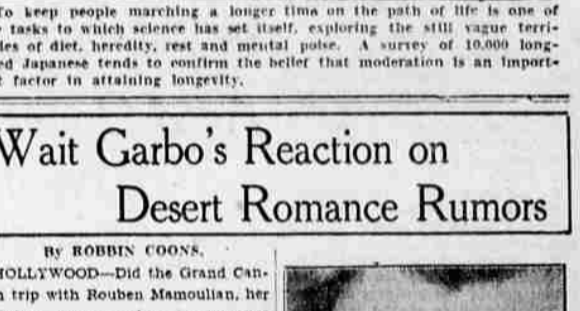 To keep people marching a longer time on the path of life is one of
tasks to which science has set itself, exploring the still vague terri-
les of diet, heredity, rest and mental poise. A survey of 10,000 long-
ed Japanese tends to confirm the belief that moderation is an import-
t factor in attaining longevity.
Wait Garbo's Reaction on
Desert Romance Rumors
By ROBBIN COONS.
HOLLYWOOD—Did the Grand Can-
n trip with Rouben Mamoulian, her